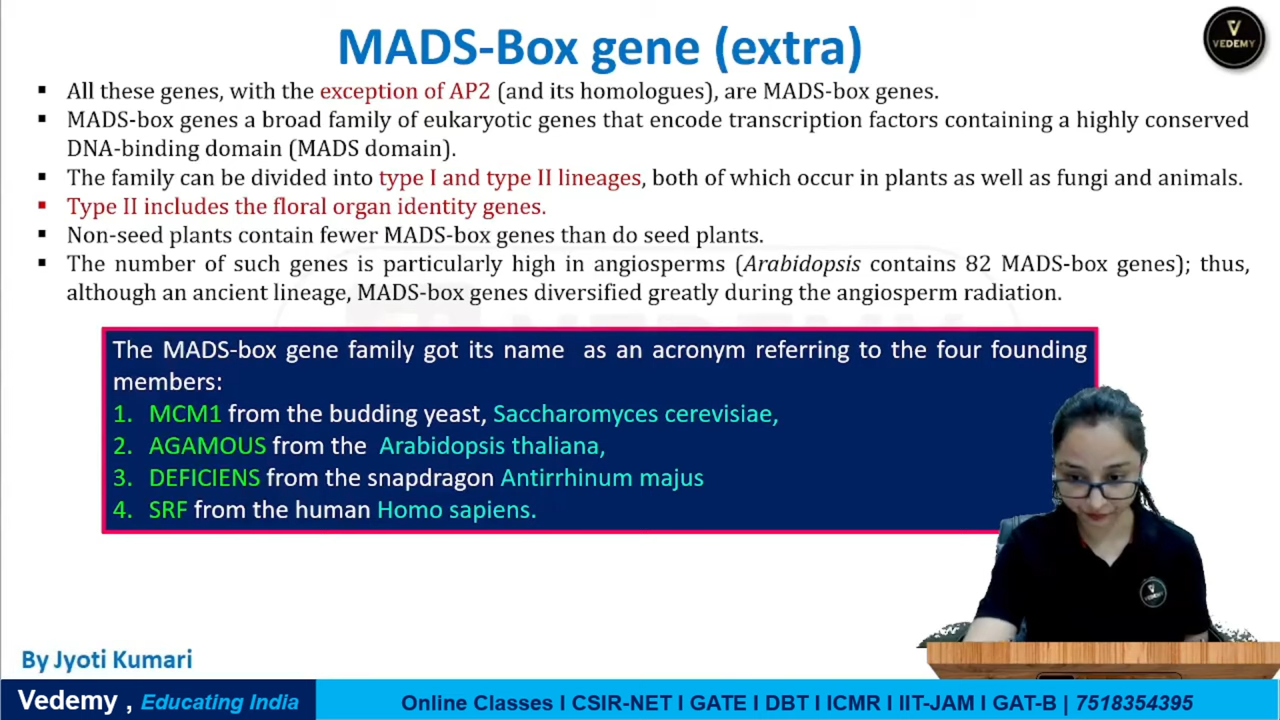 MADS-Box gene (extra)
V
VEDEMY
▪ All these genes, with the exception of AP2 (and its homologues), are MADS-box genes.
▪ MADS-box genes a broad family of eukaryotic genes that encode transcription factors containing a highly conserved
DNA-binding domain (MADS domain).
▪ The family can be divided into type I and type II lineages, both of which occur in plants as well as fungi and animals.
▪ Type II includes the floral organ identity genes.
▪ Non-seed plants contain fewer MADS-box genes than do seed plants.
▪ The number of such genes is particularly high in angiosperms (Arabidopsis contains 82 MADS-box genes); thus,
although an ancient lineage, MADS-box genes diversified greatly during the angiosperm radiation.
The MADS-box gene family got its name as an acronym referring to the four founding
members:
1. MCM1 from the budding yeast, Saccharomyces cerevisiae,
2. AGAMOUS from the Arabidopsis thaliana,
3. DEFICIENS from the snapdragon Antirrhinum majus
4. SRF from the human Homo sapiens.
VEDEMY
By Jyoti Kumari
Vedemy , Educating India
Online Classes I CSIR-NET I GATE I DBT I ICMR I IIT-JAM I GAT-B | 7518354395